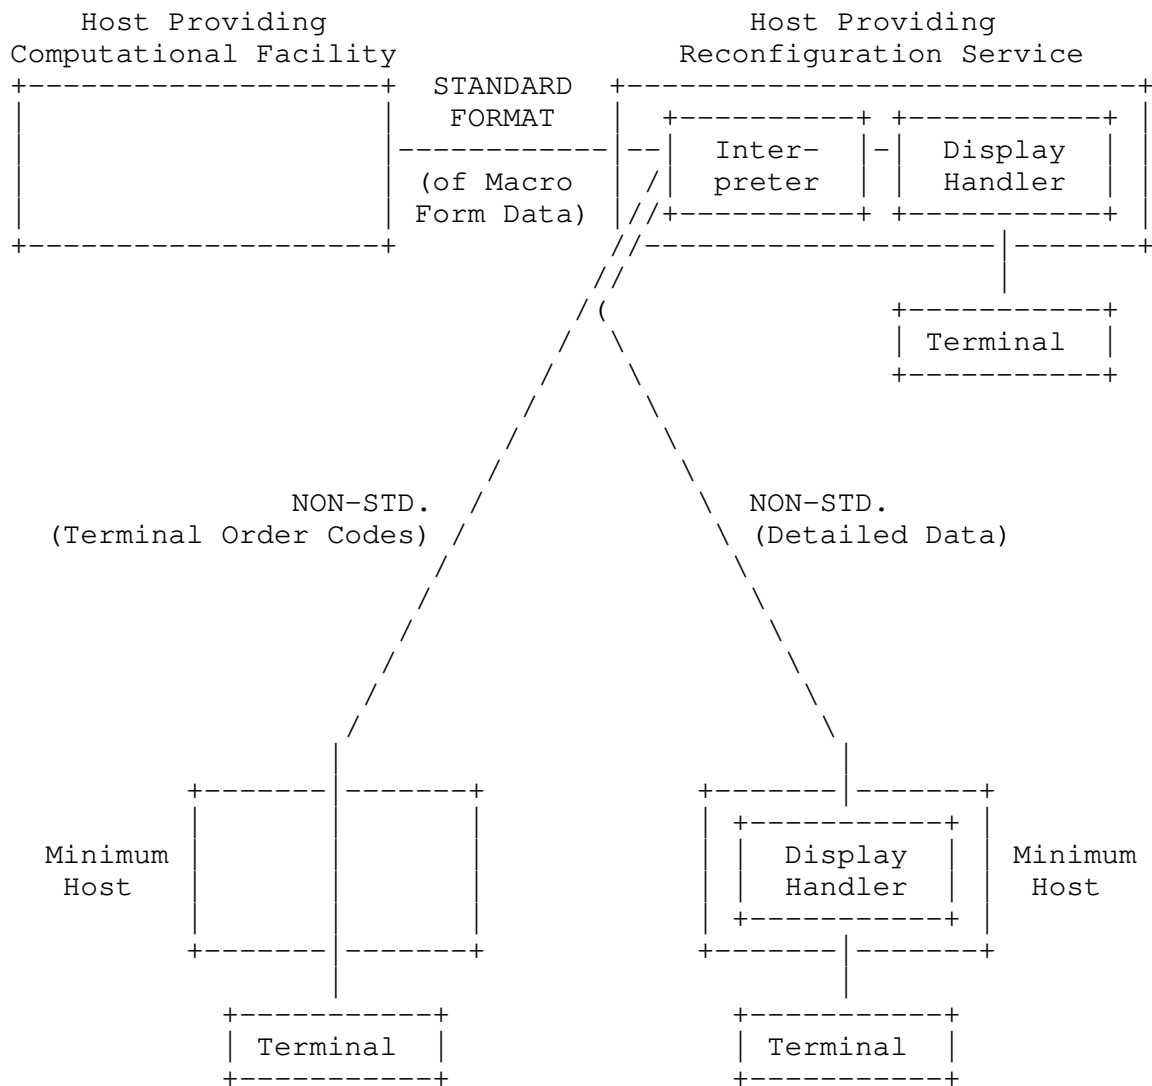 Host Providing
Computational Facility
Host Providing
Reconfiguration Service
STANDARD
FORMAT
(of Macro
Form Data)
Inter-
preter
Display
Handler
Terminal
NON-STD.
(Terminal Order Codes)
NON-STD.
(Detailed Data)
Minimum
Host
Display
Handler
Minimum
Host
Terminal
Terminal